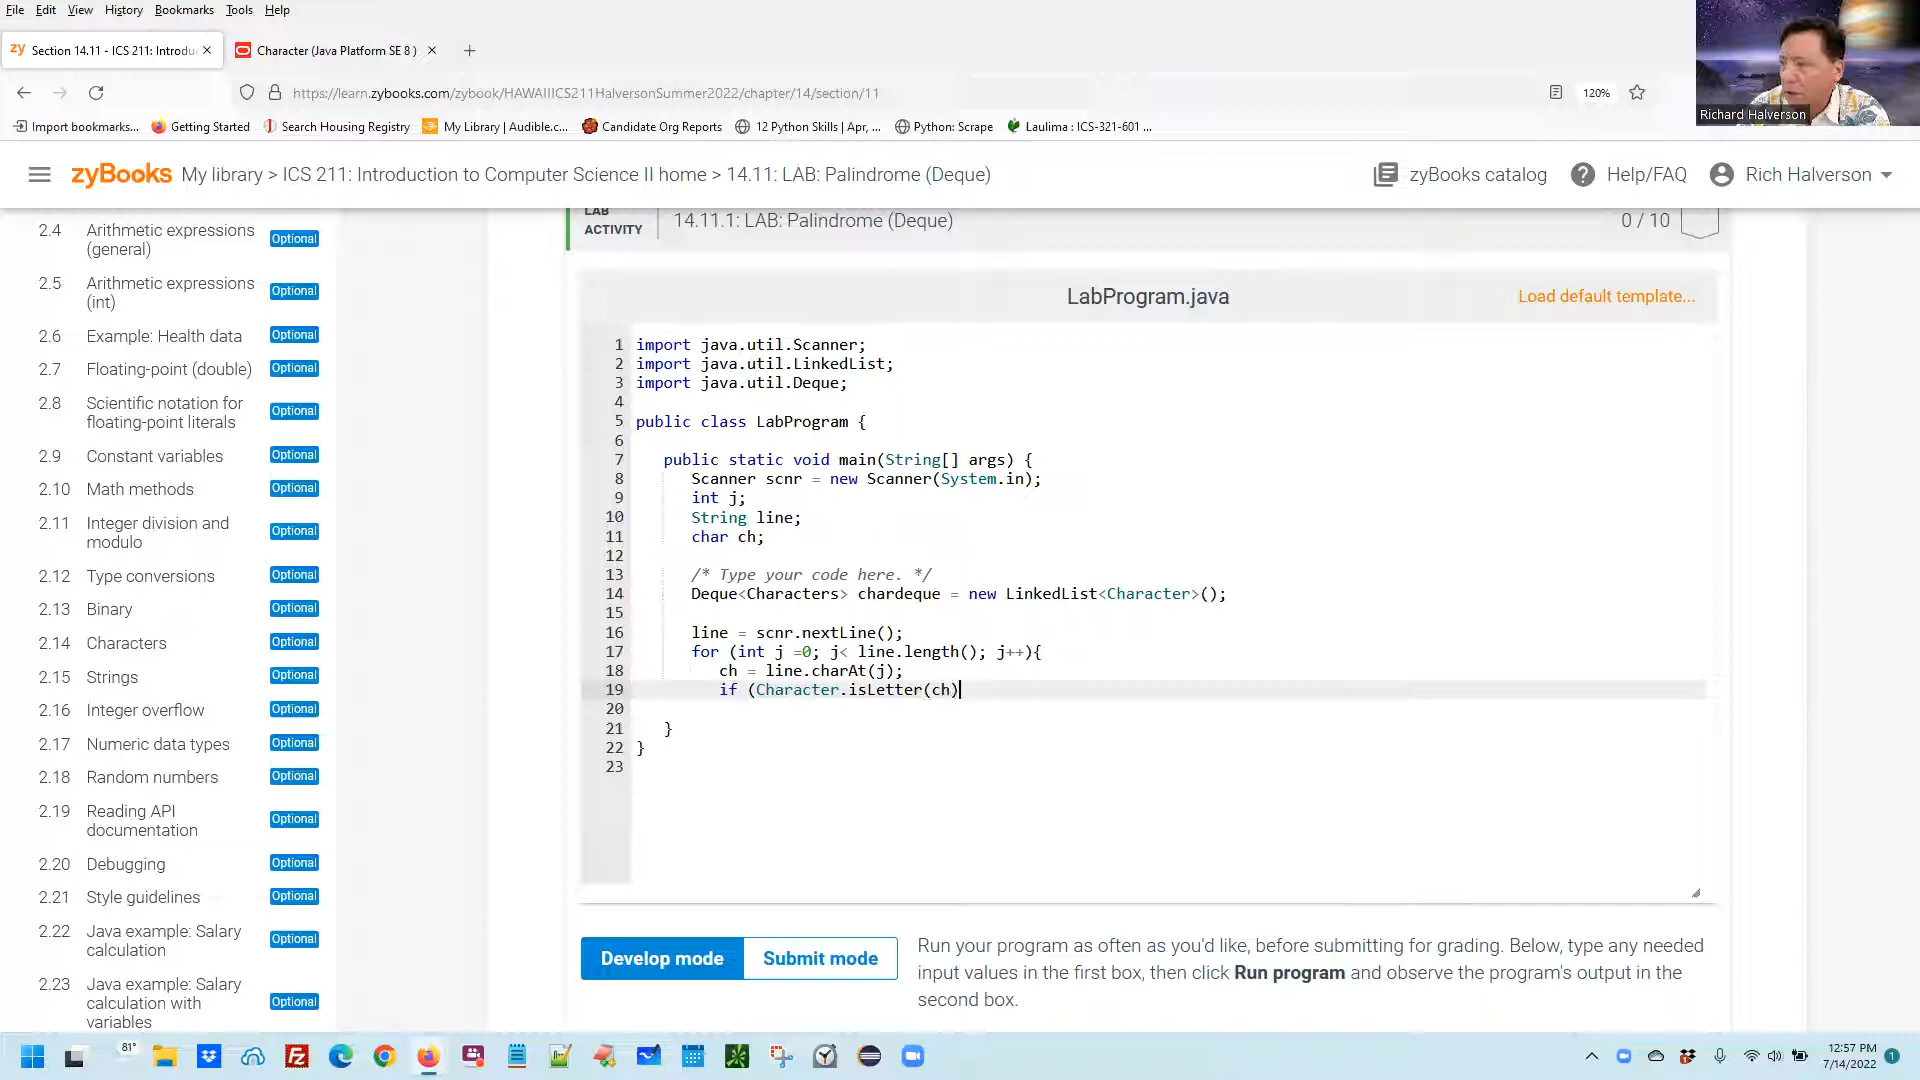 File Edit View History Bookmarks Tools Help
zy Section 14.11 - ICS 211: Introdu
Character (Java Platform SE 8 )
https://learn.zybooks.com/zybook/HAWAIIICS211HalversonSummer2022/chapter/14/section/11
120%
Richard Halverson
Import bookmarks... Getting Started Search Housing Registry My Library | Audible.c... Candidate Org Reports 12 Python Skills | Apr, ... Python: Scrape Laulima : ICS-321-601 ...
zyBooks My library > ICS 211: Introduction to Computer Science II home > 14.11: LAB: Palindrome (Deque)
zyBooks catalog Help/FAQ Rich Halverson
2.4 Arithmetic expressions
(general)
Optional
2.5 Arithmetic expressions
(int)
Optional
2.6 Example: Health data Optional
2.7 Floating-point (double) Optional
2.8 Scientific notation for
floating-point literals
Optional
2.9 Constant variables Optional
2.10 Math methods Optional
2.11 Integer division and
modulo
Optional
2.12 Type conversions Optional
2.13 Binary Optional
2.14 Characters Optional
2.15 Strings Optional
2.16 Integer overflow Optional
2.17 Numeric data types Optional
2.18 Random numbers Optional
2.19 Reading API
documentation
Optional
2.20 Debugging Optional
2.21 Style guidelines Optional
2.22 Java example: Salary
calculation
Optional
2.23 Java example: Salary
calculation with
variables
Optional
LAB
ACTIVITY
14.11.1: LAB: Palindrome (Deque)
0 / 10
LabProgram.java
Load default template...
1 import java.util.Scanner;
2 import java.util.LinkedList;
3 import java.util.Deque;
4
5 public class LabProgram {
6
7 public static void main(String[] args) {
8 Scanner scnr = new Scanner(System.in);
9 int j;
10 String line;
11 char ch;
12
13 /* Type your code here. */
14 Deque<Characters> chardeque = new LinkedList<Character>();
15
16 line = scnr.nextLine();
17 for (int j =0; j< line.length(); j++){
18 ch = line.charAt(j);
19 if (Character.isLetter(ch)
20
21 }
22 }
23
Develop mode Submit mode
Run your program as often as you'd like, before submitting for grading. Below, type any needed
input values in the first box, then click Run program and observe the program's output in the
second box.
81°
12:57 PM
7/14/2022
1